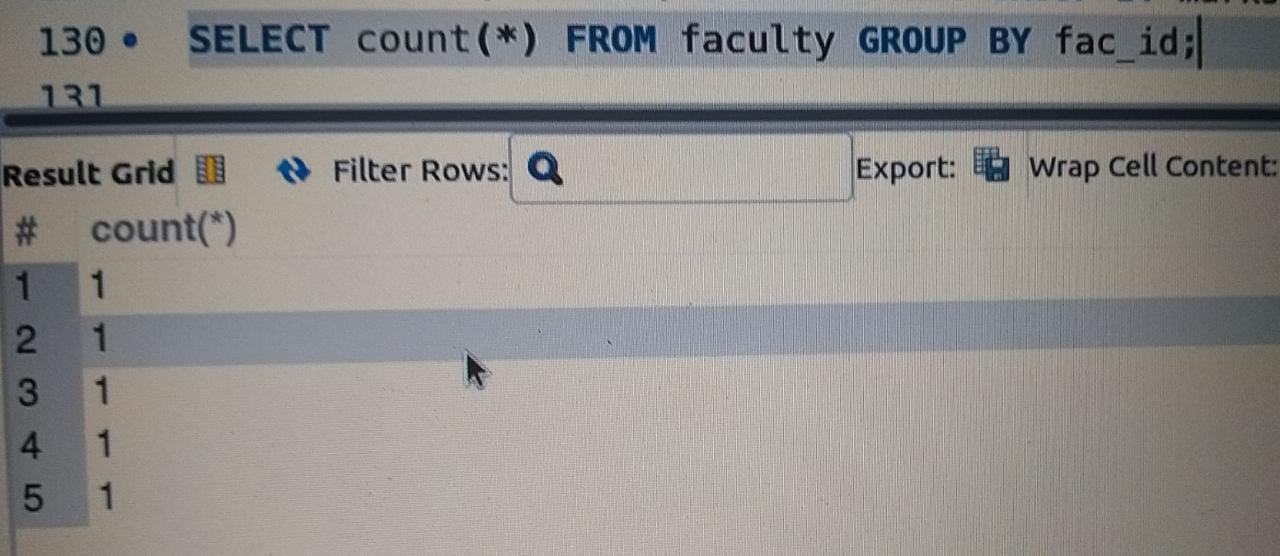 130 SELECT count(*) FROM faculty GROUP BY fac_id;
131
Result Grid Filter Rows: Export: Wrap Cell Content:
# count(*)
1 1
2 1
3 1
4 1
5 1